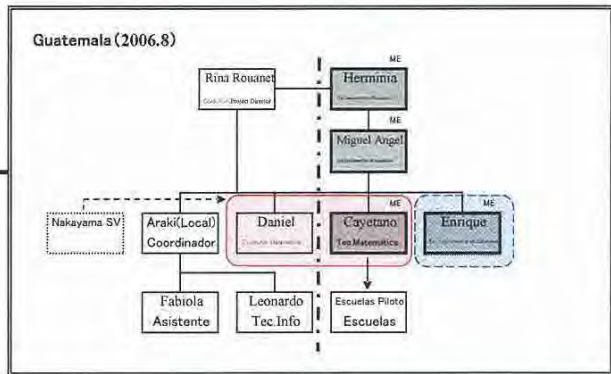 Guatemala(2006.8)
ME
Rina Rouanet
Project Director
Herminia
ME
Miguel Angel
ME
Nakayama SV
Araki(Local)
Coordinador
Daniel
Cayetano
Tec.Matemática
Enrique
Fabiola
Asistente
Leonardo
Tec.Info
Escuelas Piloto
Escuelas